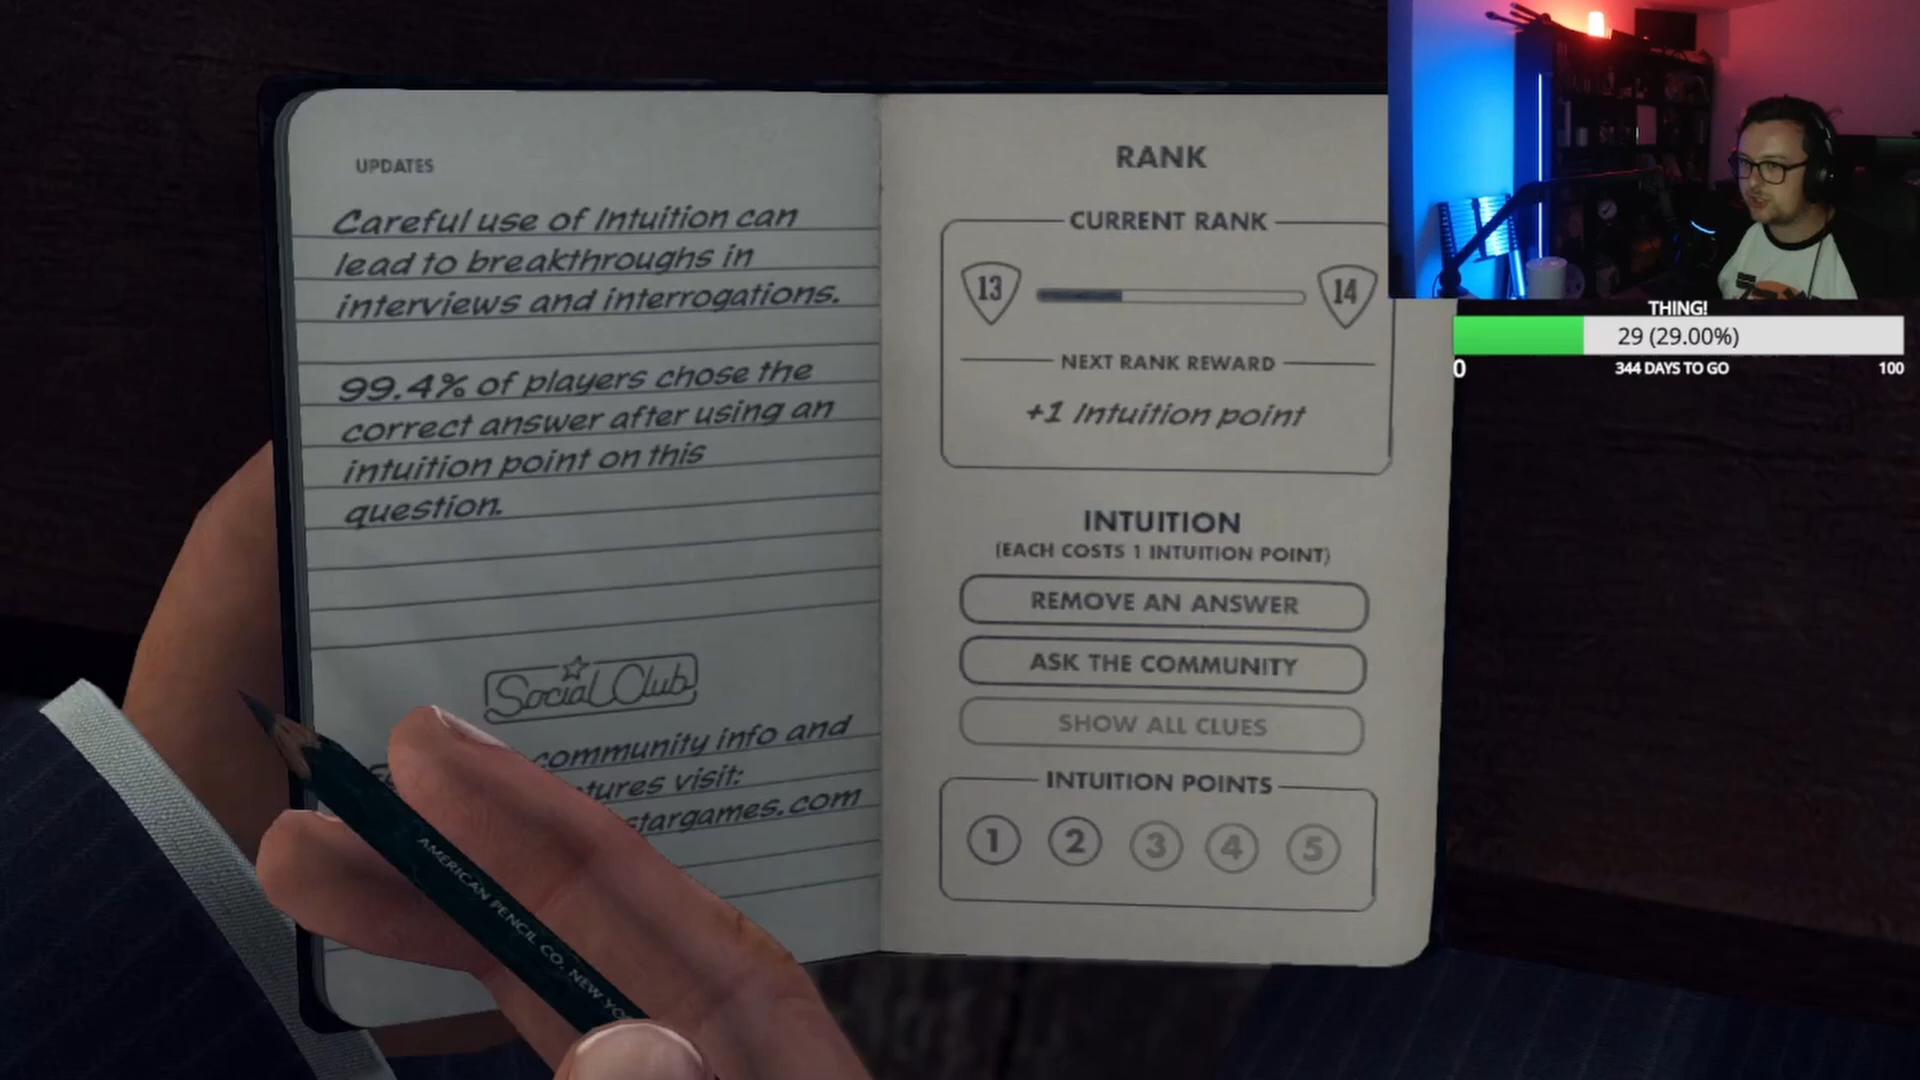 UPDATES
Careful use of Intuition can
lead to breakthroughs in
interviews and interrogations.
99.4% of players chose the
correct answer after using an
intuition point on this
question.
Social Club
community info and
tures visit:
stargames.com
AMERICAN PENCIL CO. NEW YO
RANK
CURRENT RANK
13
14
NEXT RANK REWARD
+1 Intuition point
INTUITION
(EACH COSTS 1 INTUITION POINT)
REMOVE AN ANSWER
ASK THE COMMUNITY
SHOW ALL CLUES
INTUITION POINTS
1 2 3 4 5
THING!
29 (29.00%)
0 344 DAYS TO GO 100